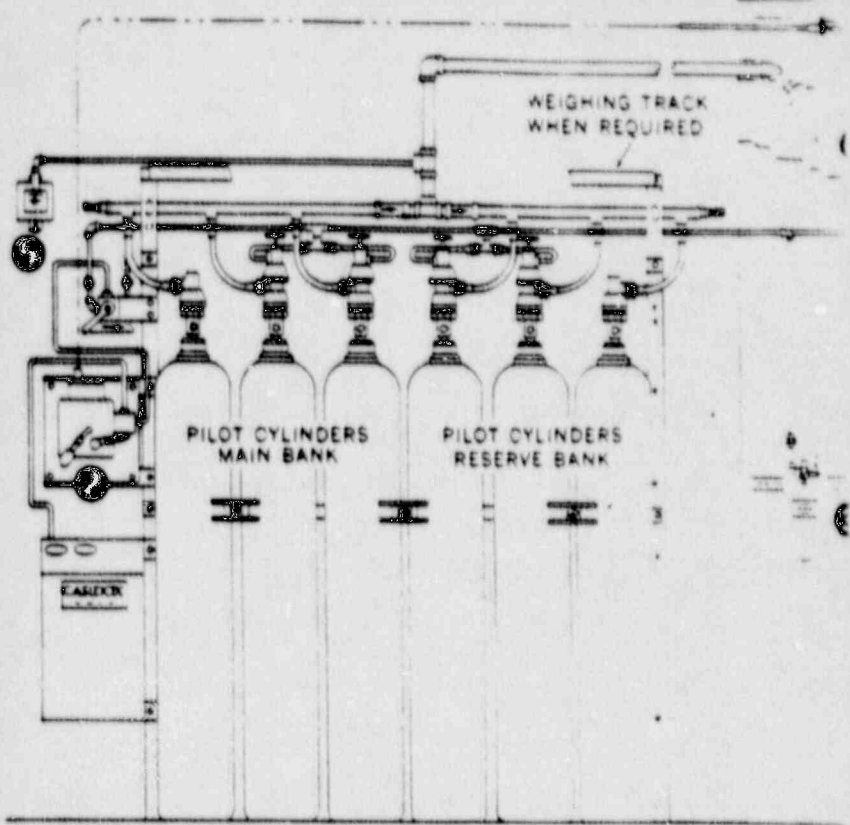 WEIGHING TRACK
WHEN REQUIRED
PILOT CYLINDERS
MAIN BANK
PILOT CYLINDERS
RESERVE BANK
CARDOX